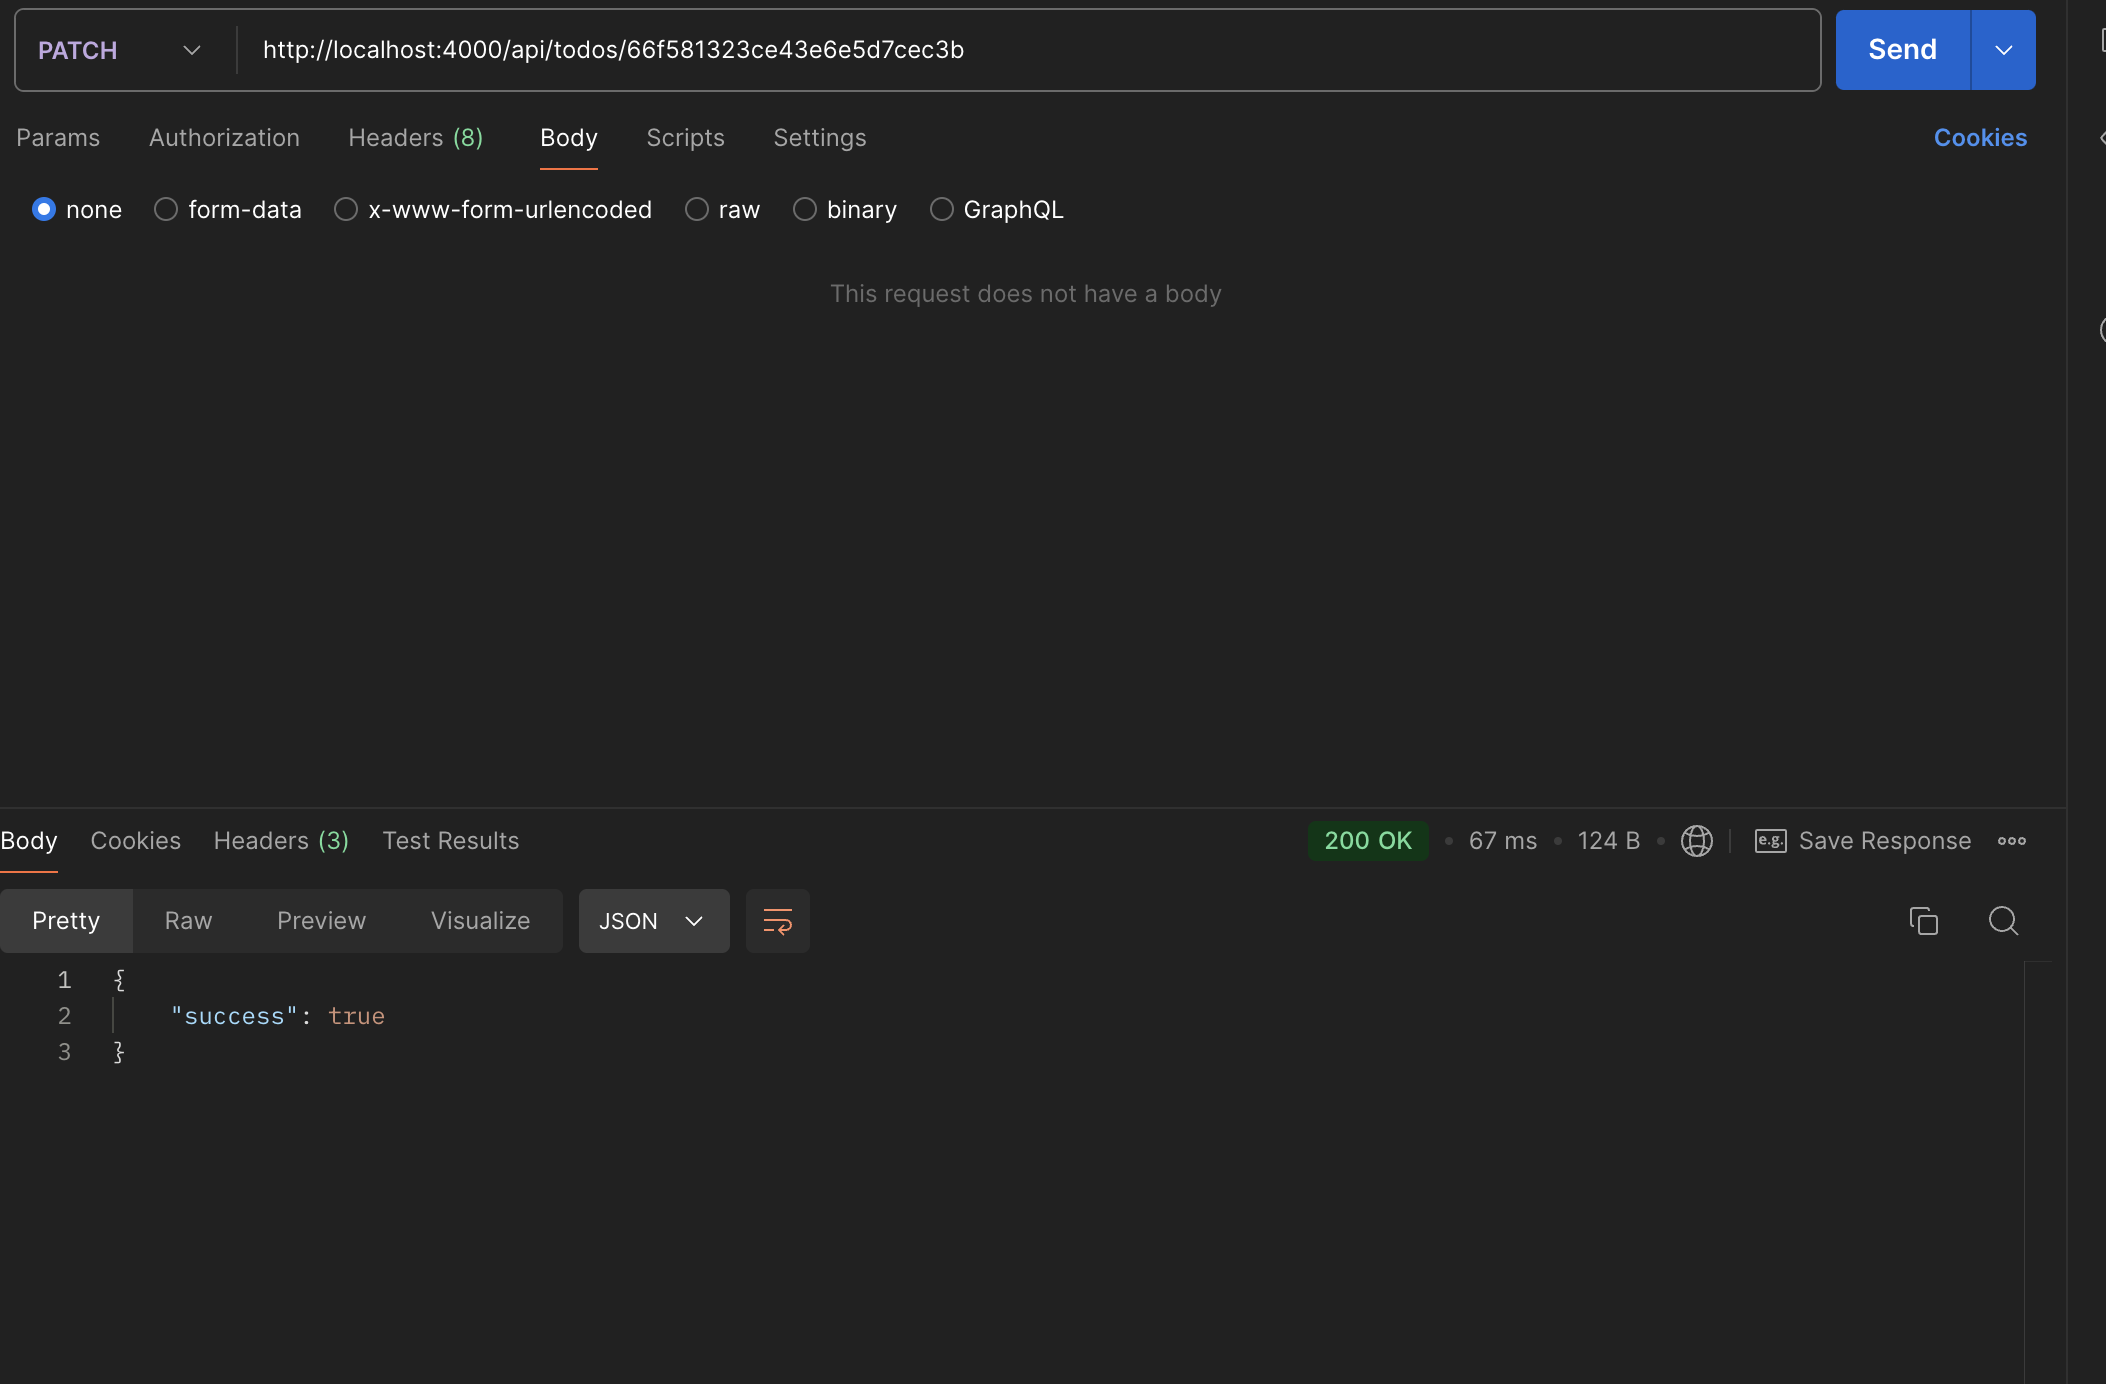 PATCH http://localhost:4000/api/todos/66f581323ce43e6e5d7cec3b Send
Params Authorization Headers (8) Body Scripts Settings Cookies
none form-data x-www-form-urlencoded raw binary GraphQL
This request does not have a body
Body Cookies Headers (3) Test Results 200 OK • 67 ms • 124 B • e.g. Save Response
Pretty Raw Preview Visualize JSON
1 {
2 "success": true
3 }